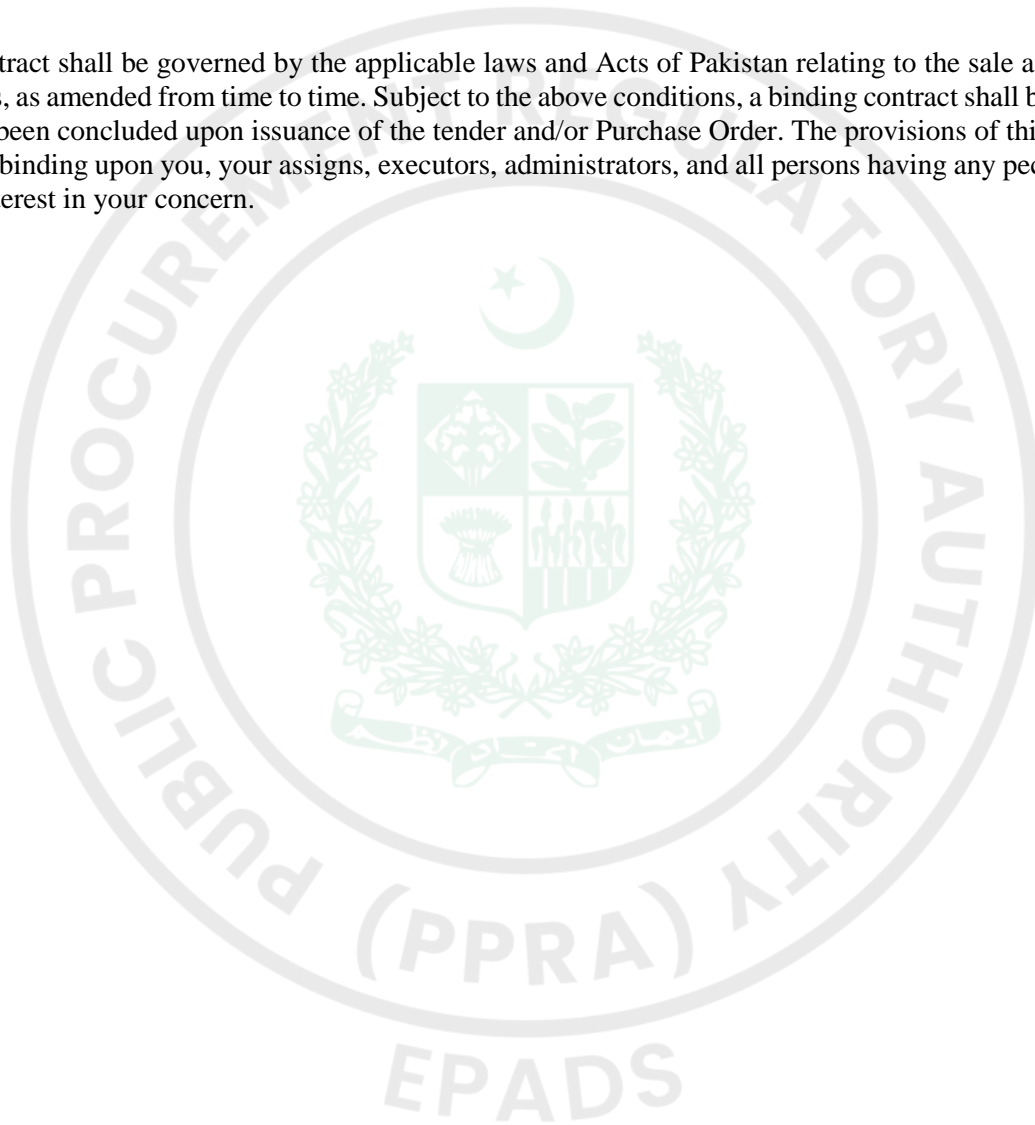 tract shall be governed by the applicable laws and Acts of Pakistan relating to the sale a
s, as amended from time to time. Subject to the above conditions, a binding contract shall b
been concluded upon issuance of the tender and/or Purchase Order. The provisions of thi
binding upon you, your assigns, executors, administrators, and all persons having any pec
terest in your concern.
PUBLIC PROCUREMENT REGULATORY AUTHORITY
(PPRA)
EPADS